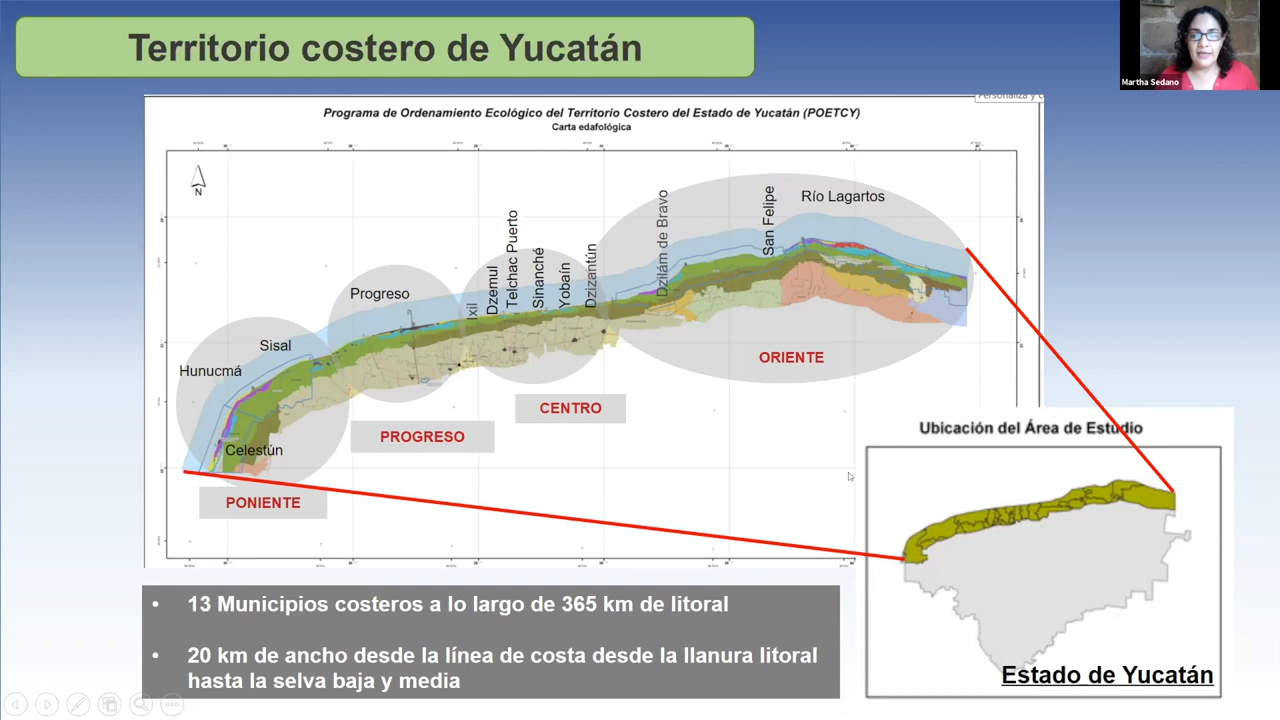 Territorio costero de Yucatán
Martha Sedano
Personaliza y c
Programa de Ordenamiento Ecológico del Territorio Costero del Estado de Yucatán (POETCY)
Carta edafológica
N
Hunucmá
Sisal
Celestún
Progreso
Ixil
Dzemul
Telchac Puerto
Sinanché
Yobaín
Dzizantún
Dzilám de Bravo
San Felipe
Río Lagartos
ORIENTE
CENTRO
PROGRESO
PONIENTE
Ubicación del Área de Estudio
Estado de Yucatán
• 13 Municipios costeros a lo largo de 365 km de litoral
• 20 km de ancho desde la línea de costa desde la llanura litoral
hasta la selva baja y media